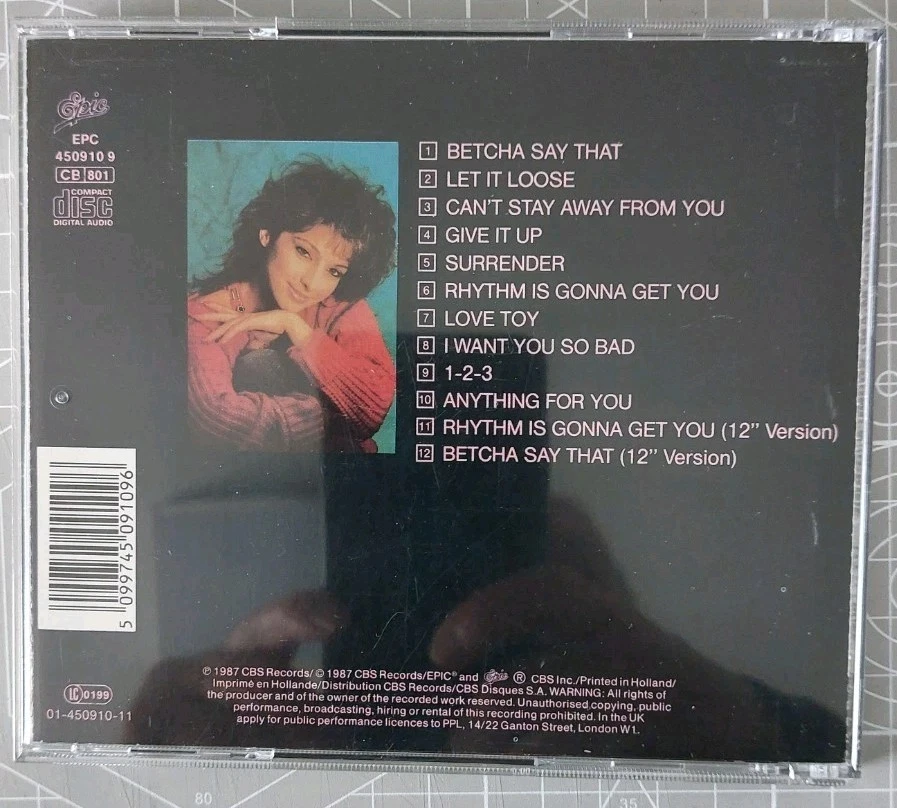 Epic
EPC
450910 9
CB 801
COMPACT
disc
DIGITAL AUDIO
1 BETCHA SAY THAT
2 LET IT LOOSE
3 CAN'T STAY AWAY FROM YOU
4 GIVE IT UP
5 SURRENDER
6 RHYTHM IS GONNA GET YOU
7 LOVE TOY
8 I WANT YOU SO BAD
9 1-2-3
10 ANYTHING FOR YOU
11 RHYTHM IS GONNA GET YOU (12" Version)
12 BETCHA SAY THAT (12" Version)
5 099745 091096
LC 0199
01-450910-11
℗ 1987 CBS Records/ © 1987 CBS Records/EPIC® and Epic ® CBS Inc./Printed in Holland/
Imprimé en Hollande/Distribution CBS Records/CBS Disques S.A. WARNING: All rights of
the producer and of the owner of the recorded work reserved. Unauthorised copying, public
performance, broadcasting, hiring or rental of this recording prohibited. In the UK
apply for public performance licences to PPL, 14/22 Ganton Street, London W1.
80
35